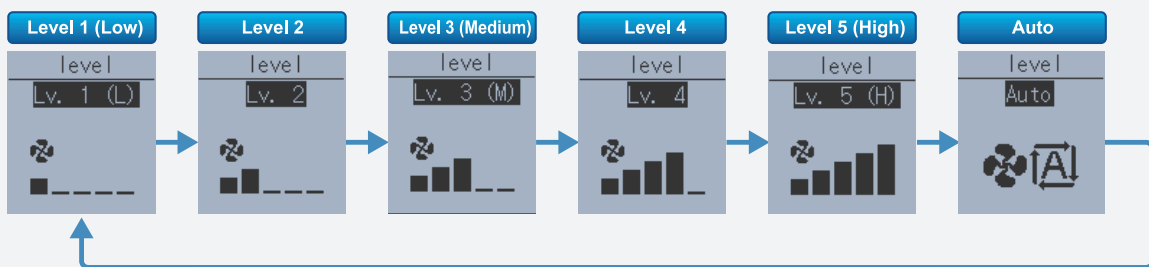 Level 1 (Low)
Level 2
Level 3 (Medium)
Level 4
Level 5 (High)
Auto
level
Lv. 1 (L)
level
Lv. 2
level
Lv. 3 (M)
level
Lv. 4
level
Lv. 5 (H)
level
Auto
A